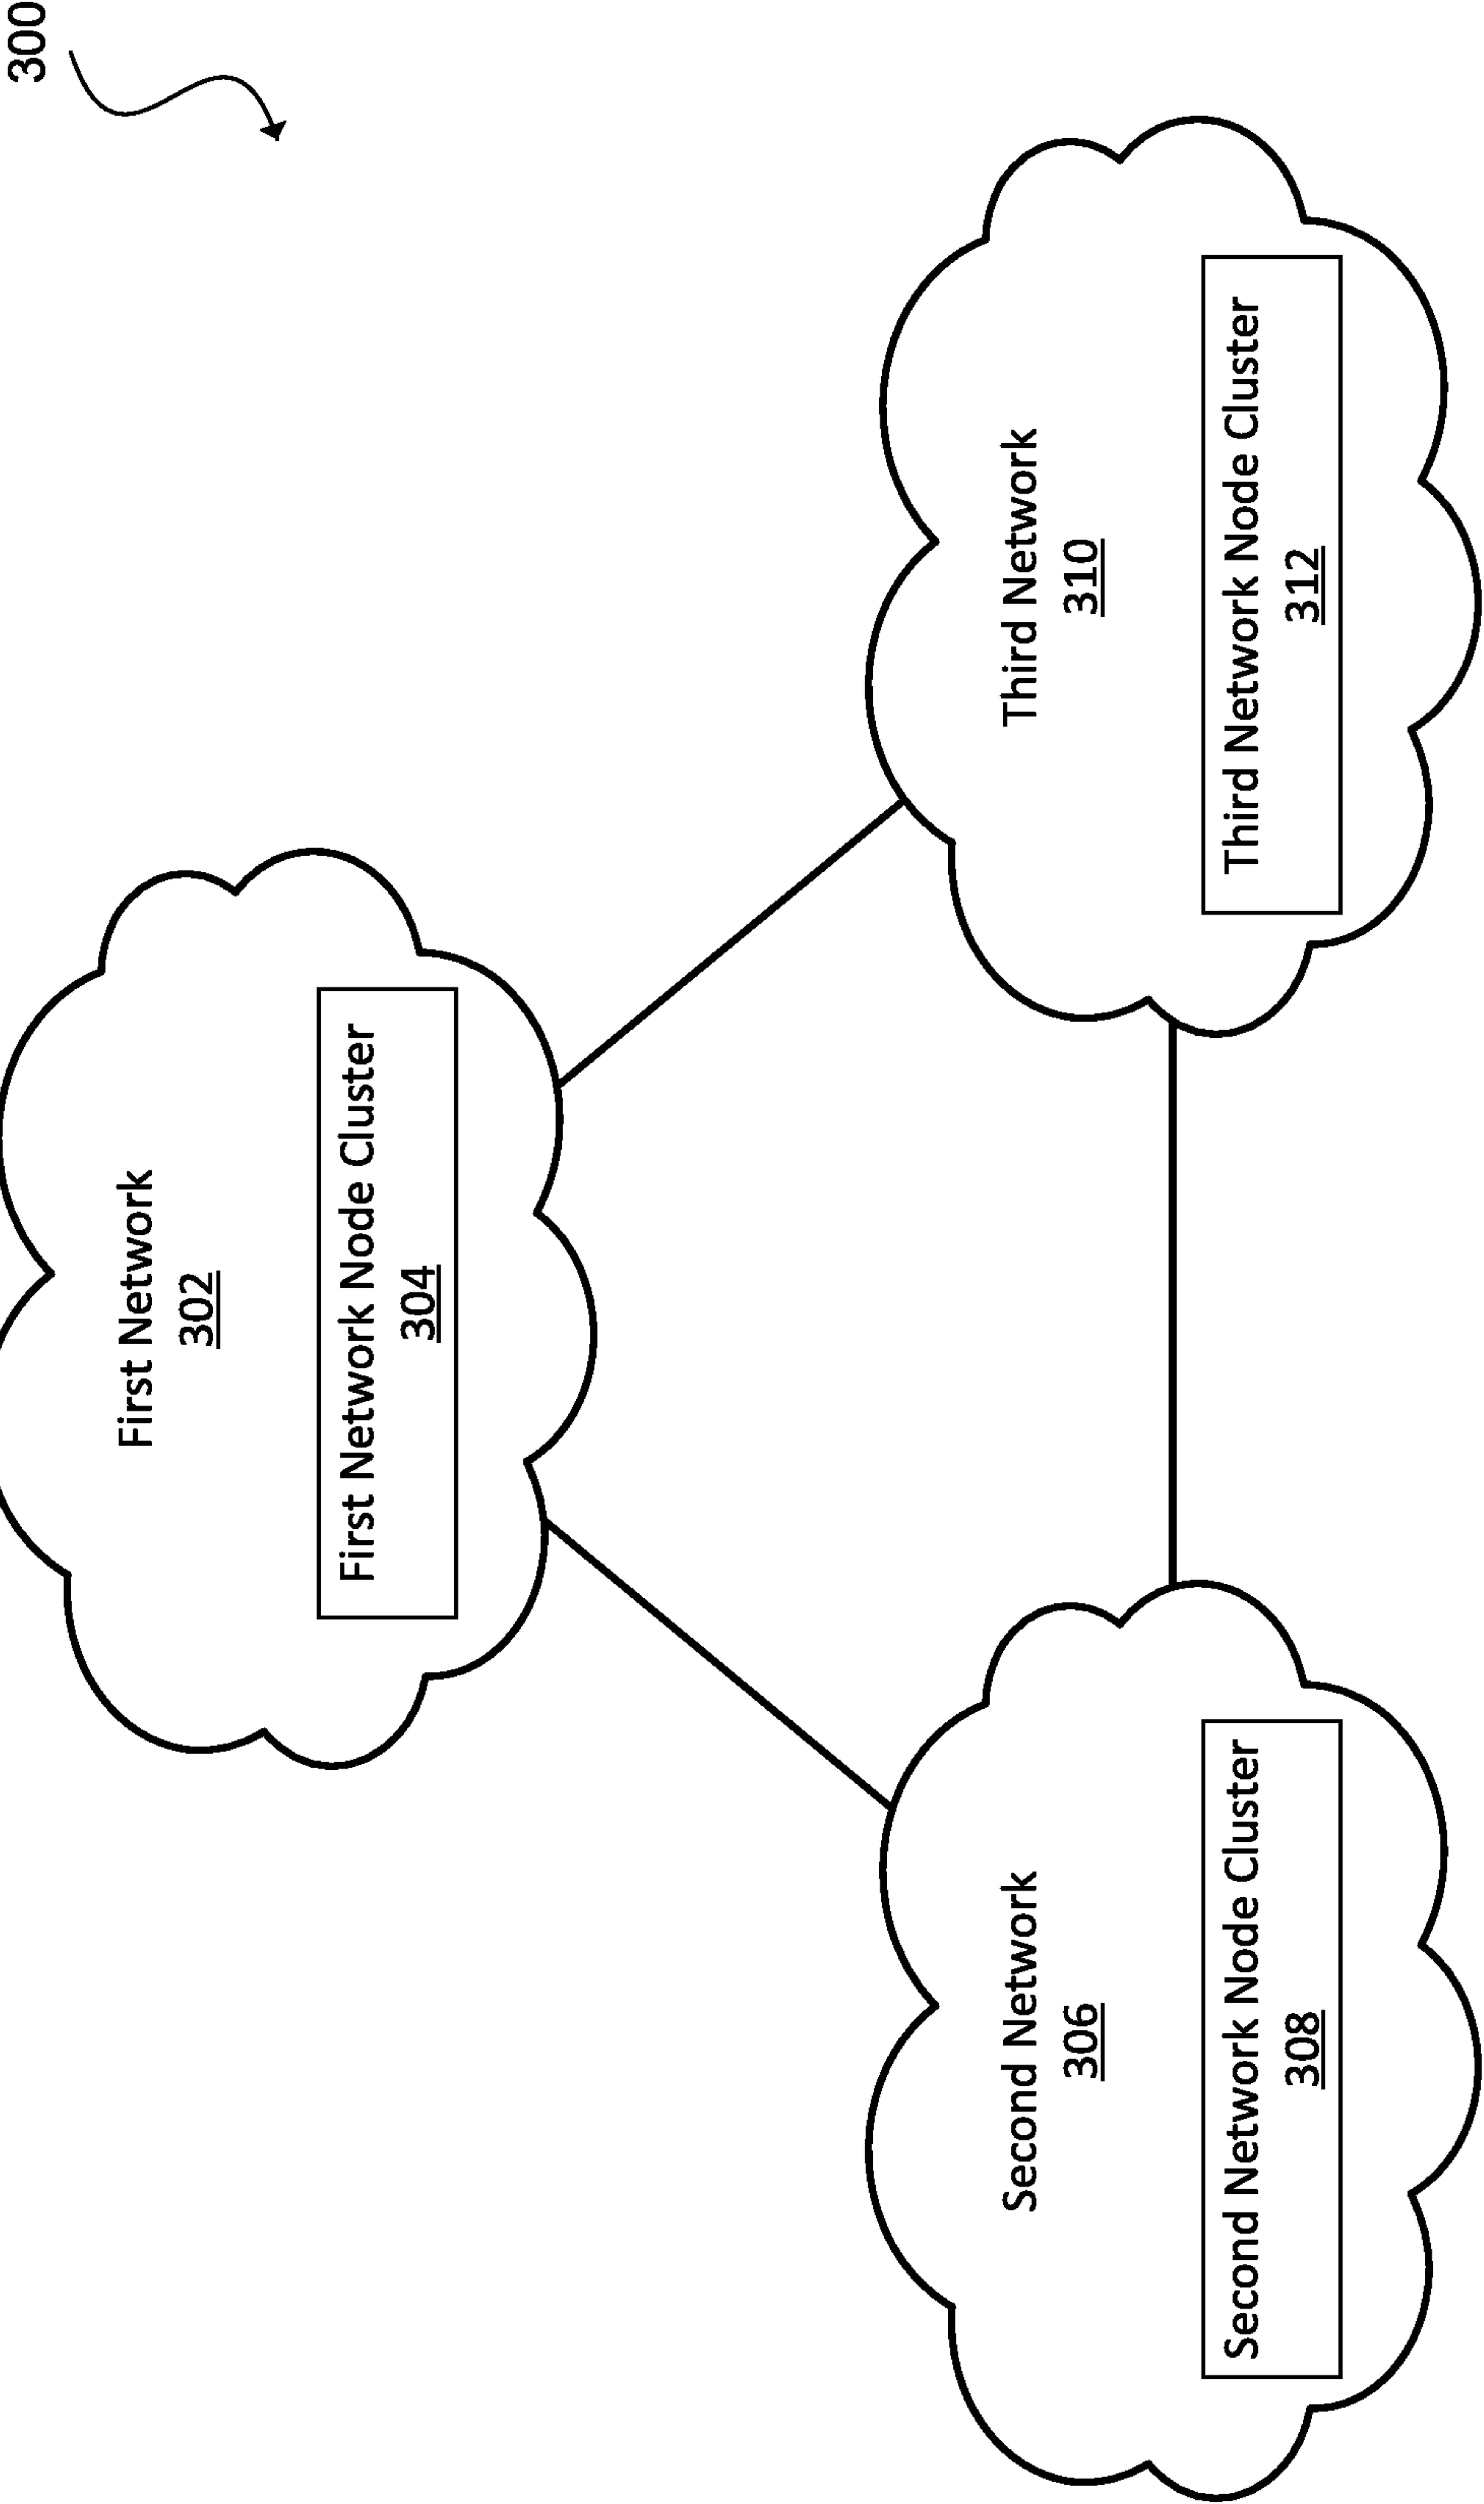 300
First Network
302
First Network Node Cluster
304
Second Network
306
Second Network Node Cluster
308
Third Network
310
Third Network Node Cluster
312